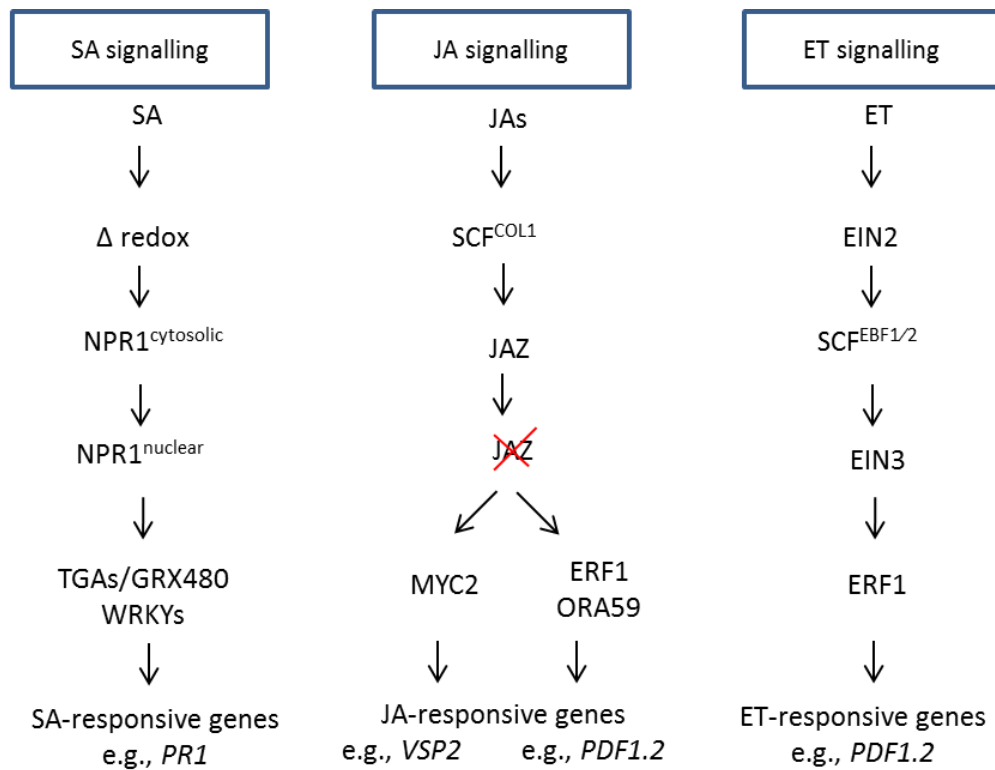 SA signalling
SA
Δ redox
NPR1cytosolic
NPR1nuclear
TGAs/GRX480
WRKYs
SA-responsive genes
e.g., PR1
JA signalling
JAs
SCFCOL1
JAZ
JAZ
MYC2
ERF1
ORA59
JA-responsive genes
e.g., VSP2 e.g., PDF1.2
ET signalling
ET
EIN2
SCFEBF1/2
EIN3
ERF1
ET-responsive genes
e.g., PDF1.2